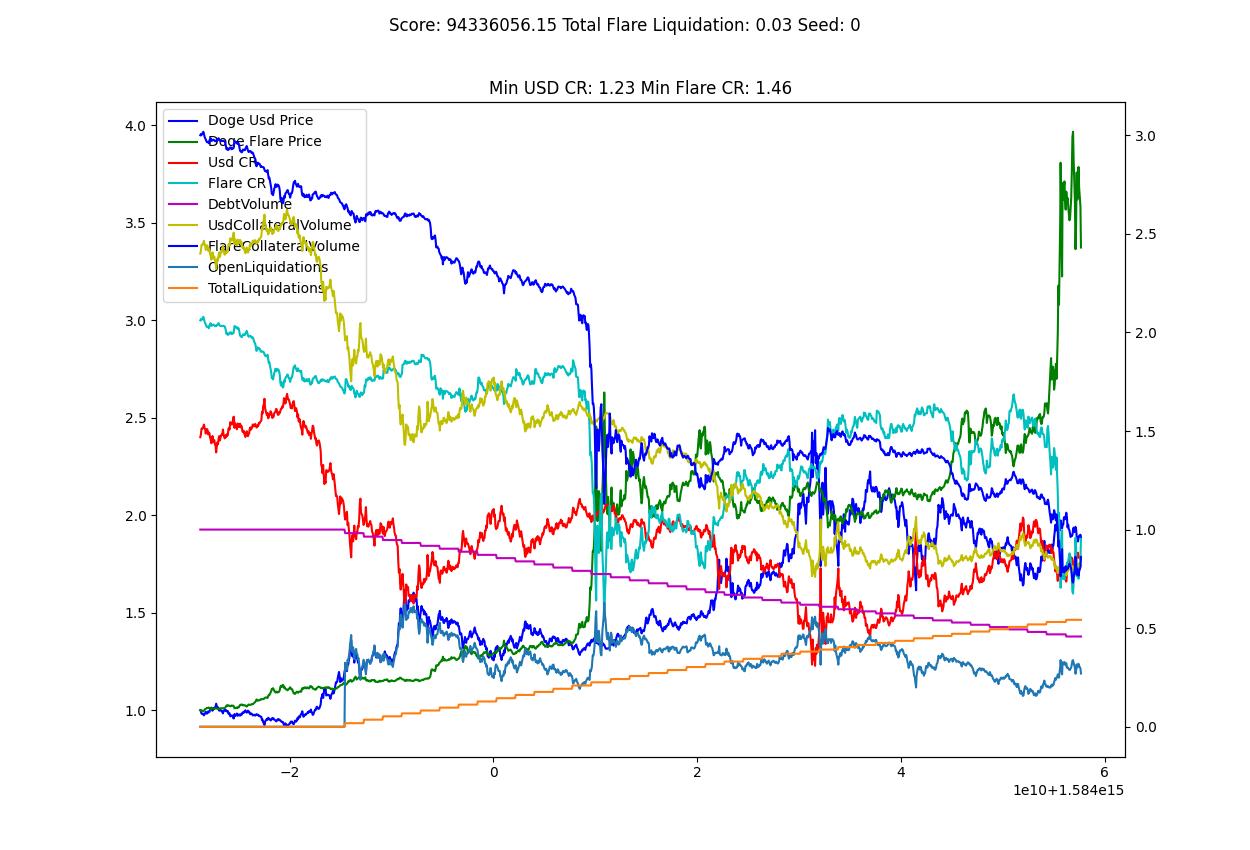 Score: 94336056.15 Total Flare Liquidation: 0.03 Seed: 0
Min USD CR: 1.23 Min Flare CR: 1.46
Doge Usd Price
Doge Flare Price
Usd CR
Flare CR
DebtVolume
UsdCollateralVolume
FlareCollateralVolume
OpenLiquidations
TotalLiquidations
4.0
3.5
3.0
2.5
2.0
1.5
1.0
3.0
2.5
2.0
1.5
1.0
0.5
0.0
−2
0
2
4
6
1e10+1.584e15